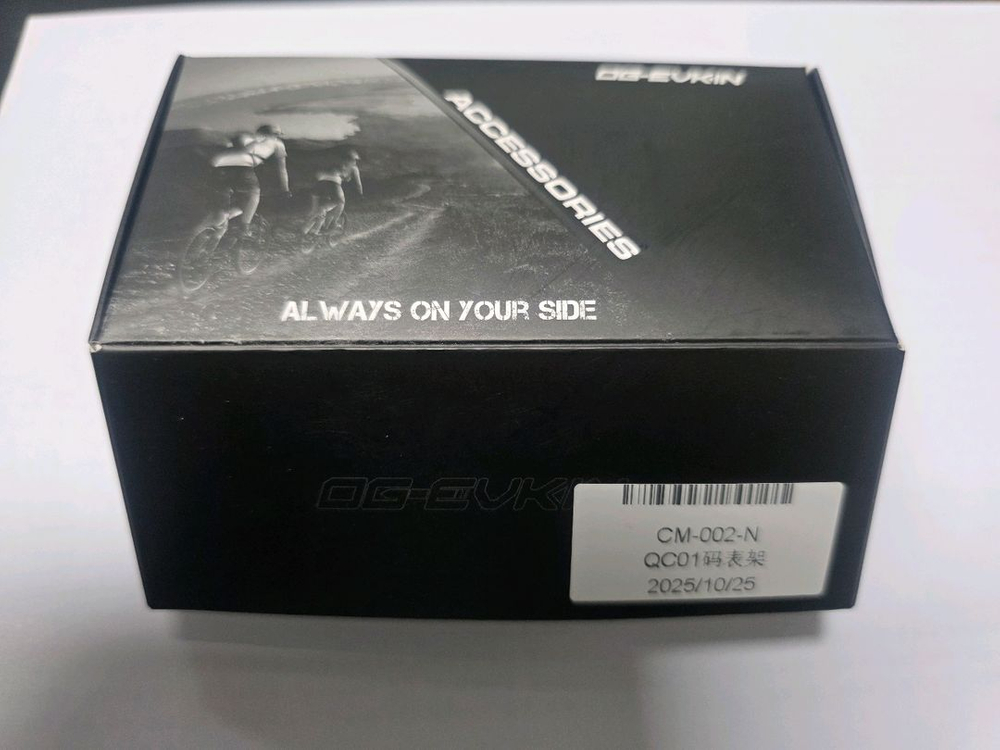 OG-EVKIN
ACCESSORIES
ALWAYS ON YOUR SIDE
OG-EVKIN
CM-002-N
QC01码表架
2025/10/25